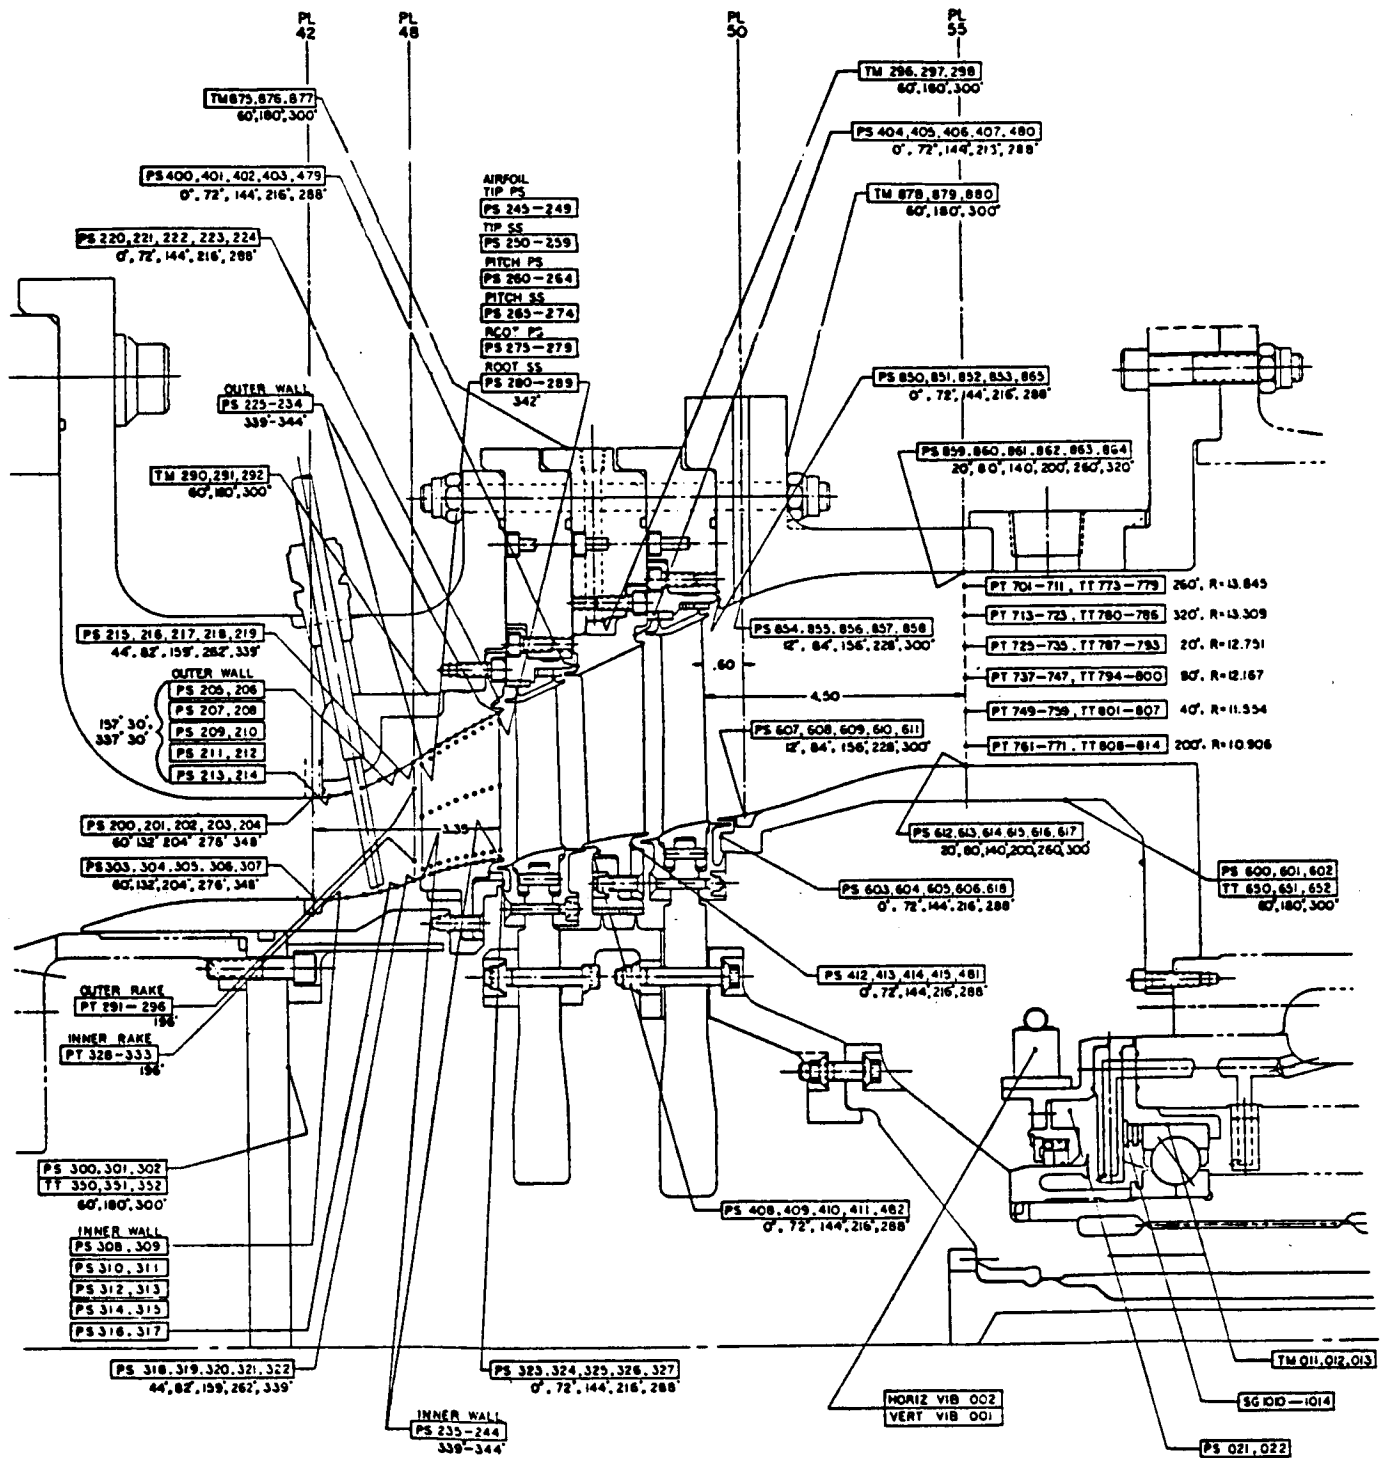 PL
42
PL
48
PL
50
PL
55
TM 875, 876, 877
60°, 180°, 300°
TM 296, 297, 298
60°, 180°, 300°
PS 400, 401, 402, 403, 479
0°, 72°, 144°, 216°, 288°
PS 404, 405, 406, 407, 480
0°, 72°, 144°, 213°, 288°
PS 220, 221, 222, 223, 224
0°, 72°, 144°, 216°, 288°
TM 878, 879, 880
60°, 180°, 300°
AIRFOIL
TIP PS
PS 245-249
TIP SS
PS 250-259
PITCH PS
PS 260-264
PITCH SS
PS 265-274
ROOT PS
PS 275-279
ROOT SS
PS 280-289
342°
OUTER WALL
PS 225-234
339°-344°
PS 850, 851, 852, 853, 865
0°, 72°, 144°, 216°, 288°
TM 290, 291, 292
60°, 180°, 300°
PS 859, 860, 861, 862, 863, 864
20°, 80°, 140°, 200°, 260°, 320°
PT 701-711, TT 773-779 260°, R=13.845
PT 713-723, TT 780-786 320°, R=13.309
PT 725-735, TT 787-793 20°, R=12.751
PT 737-747, TT 794-800 80°, R=12.167
PT 749-759, TT 801-807 40°, R=11.554
PT 761-771, TT 808-814 200°, R=10.906
PS 215, 216, 217, 218, 219
44°, 82°, 159°, 262°, 339°
PS 854, 855, 856, 857, 858
12°, 84°, 156°, 228°, 300°
.60
4.50
OUTER WALL
PS 205, 206
PS 207, 208
PS 209, 210
PS 211, 212
PS 213, 214
157° 30'
337° 30'
PS 607, 608, 609, 610, 611
12°, 84°, 156°, 228°, 300°
PS 200, 201, 202, 203, 204
60° 132° 204° 276° 348°
3.35
PS 612, 613, 614, 615, 616, 617
20, 80, 140, 200, 260, 300°
PS 303, 304, 305, 306, 307
60°, 132°, 204°, 276°, 348°
PS 603, 604, 605, 606, 618
0°, 72°, 144°, 216°, 288°
PS 600, 601, 602
TT 650, 651, 652
60°, 180°, 300°
OUTER RAKE
PT 291-296
196°
PS 412, 413, 414, 415, 481
0°, 72°, 144°, 216°, 288°
INNER RAKE
PT 328-333
196°
PS 300, 301, 302
TT 350, 351, 352
60°, 180°, 300°
PS 408, 409, 410, 411, 482
0°, 72°, 144°, 216°, 288°
INNER WALL
PS 308, 309
PS 310, 311
PS 312, 313
PS 314, 315
PS 316, 317
PS 318, 319, 320, 321, 322
44°, 82°, 159°, 262°, 339°
PS 323, 324, 325, 326, 327
0°, 72°, 144°, 216°, 288°
TM 011, 012, 013
INNER WALL
PS 235-244
339°-344°
HORIZ VIB 002
VERT VIB 001
SG 1010-1014
PS 021, 022